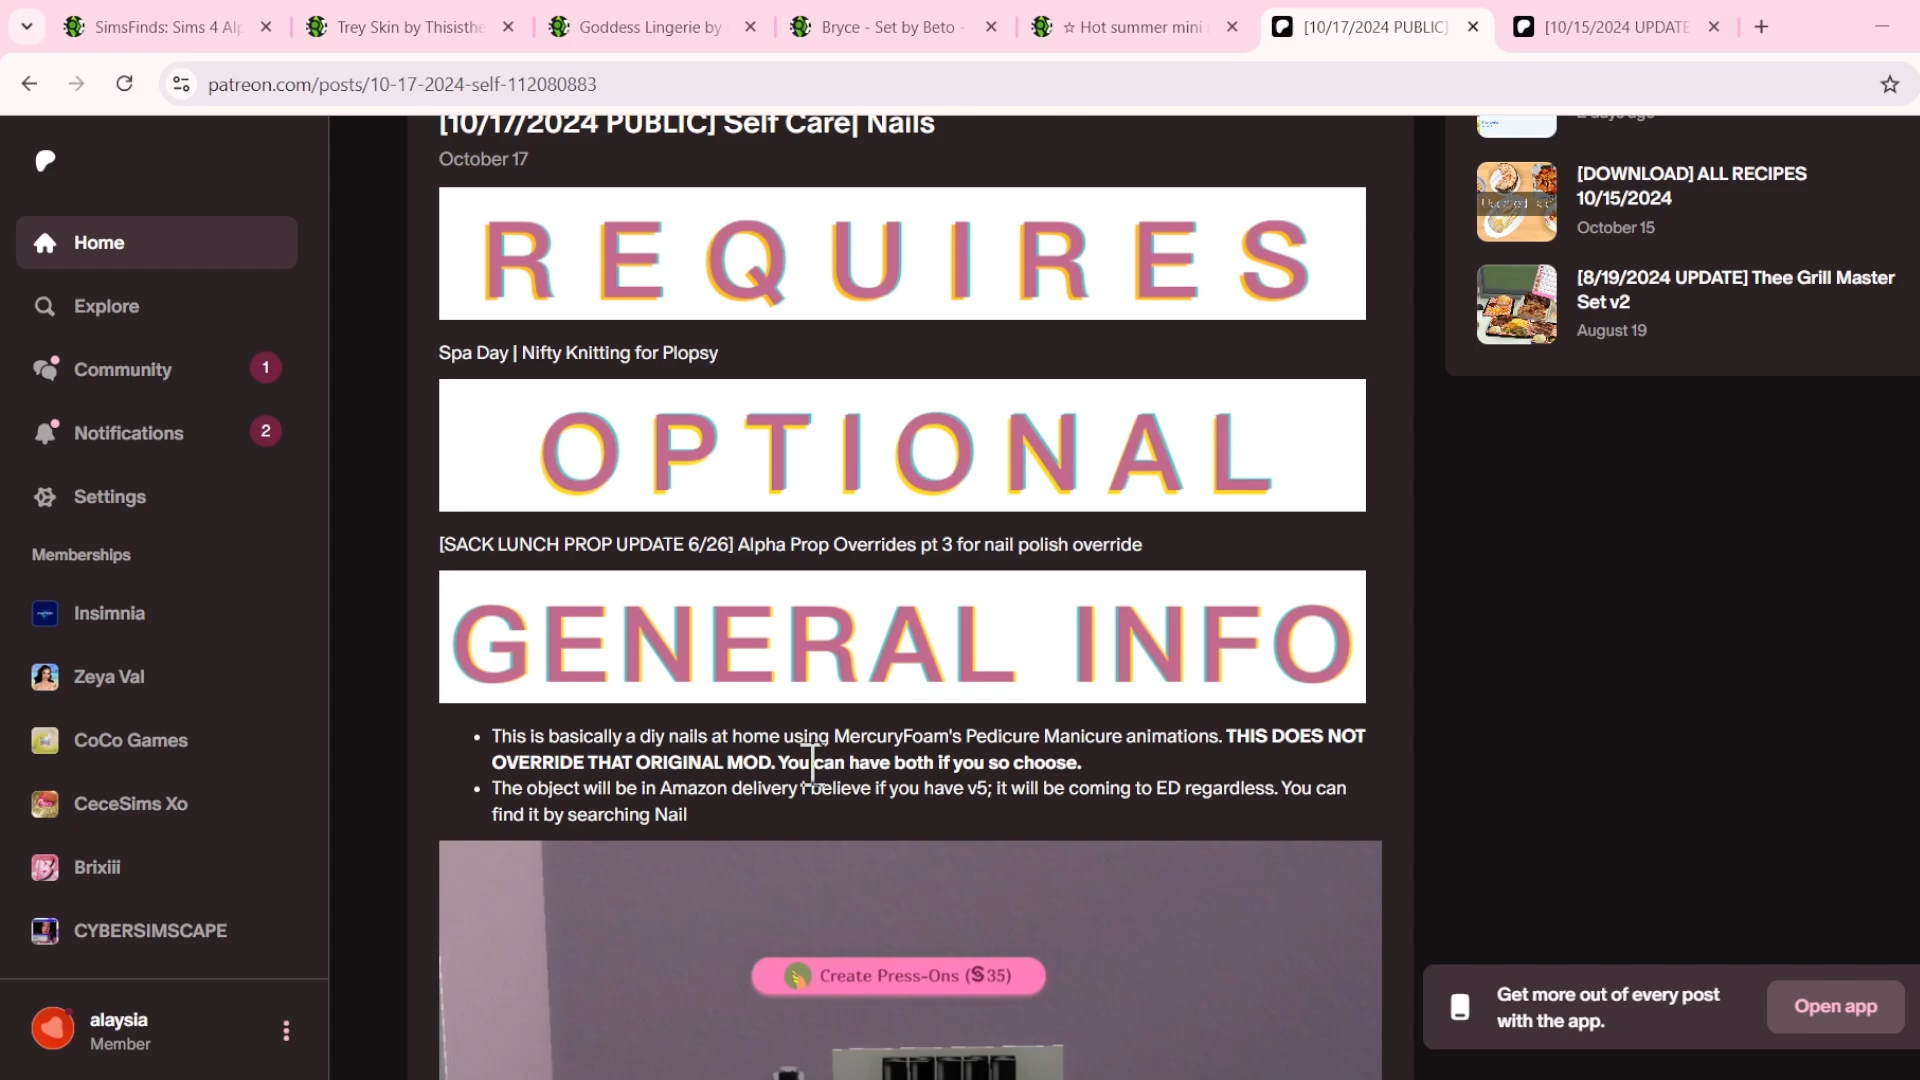 SimsFinds: Sims 4 Alp
Trey Skin by Thisisthe
Goddess Lingerie by
Bryce - Set by Beto -
☆ Hot summer mini
[10/17/2024 PUBLIC]
[10/15/2024 UPDATE
patreon.com/posts/10-17-2024-self-112080883
Home
Explore
Community
1
Notifications
2
Settings
Memberships
Insimnia
Zeya Val
CoCo Games
CeceSims Xo
Brixiii
CYBERSIMSCAPE
alaysia
Member
[10/17/2024 PUBLIC] Self Care| Nails
October 17
REQUIRES
Spa Day | Nifty Knitting for Plopsy
OPTIONAL
[SACK LUNCH PROP UPDATE 6/26] Alpha Prop Overrides pt 3 for nail polish override
GENERAL INFO
• This is basically a diy nails at home using MercuryFoam's Pedicure Manicure animations. THIS DOES NOT
OVERRIDE THAT ORIGINAL MOD. You can have both if you so choose.
• The object will be in Amazon delivery I believe if you have v5; it will be coming to ED regardless. You can
find it by searching Nail
Create Press-Ons (§35)
2 days ago
[DOWNLOAD] ALL RECIPES
10/15/2024
October 15
[8/19/2024 UPDATE] Thee Grill Master
Set v2
August 19
Get more out of every post
with the app.
Open app